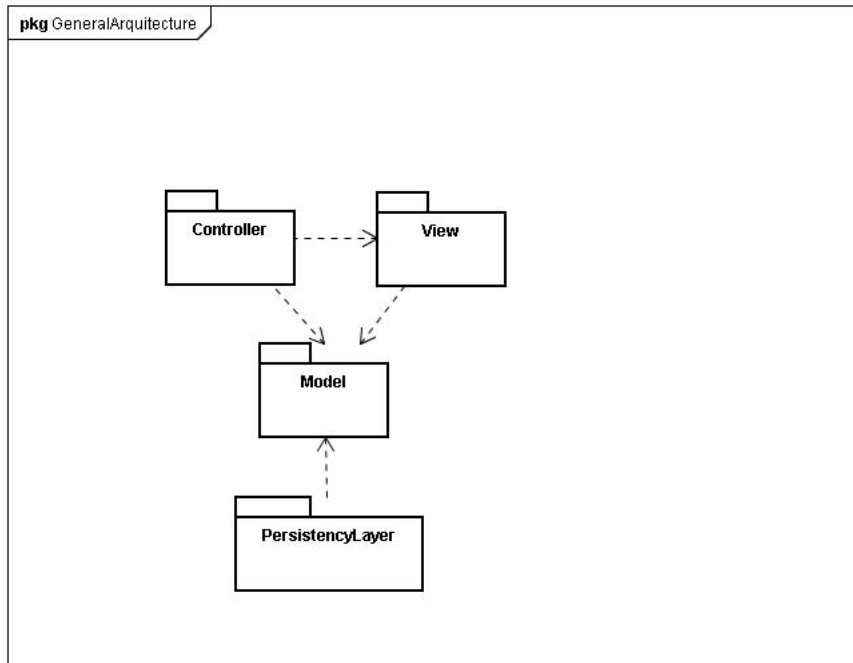 pkg GeneralArquitecture
Controller
View
Model
PersistencyLayer